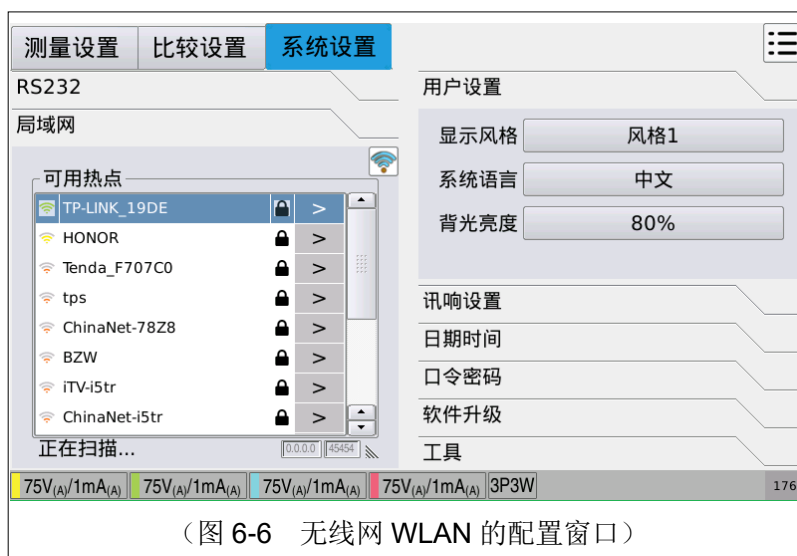 测量设置 比较设置 系统设置
RS232
局域网
可用热点
TP-LINK_19DE >
HONOR >
Tenda_F707C0 >
tps >
ChinaNet-78Z8 >
BZW >
iTV-i5tr >
ChinaNet-i5tr >
正在扫描... 0.0.0.0 45454
用户设置
显示风格 风格1
系统语言 中文
背光亮度 80%
讯响设置
日期时间
口令密码
软件升级
工具
75V(A)/1mA(A) 75V(A)/1mA(A) 75V(A)/1mA(A) 75V(A)/1mA(A) 3P3W 176
（图 6-6 无线网 WLAN 的配置窗口）